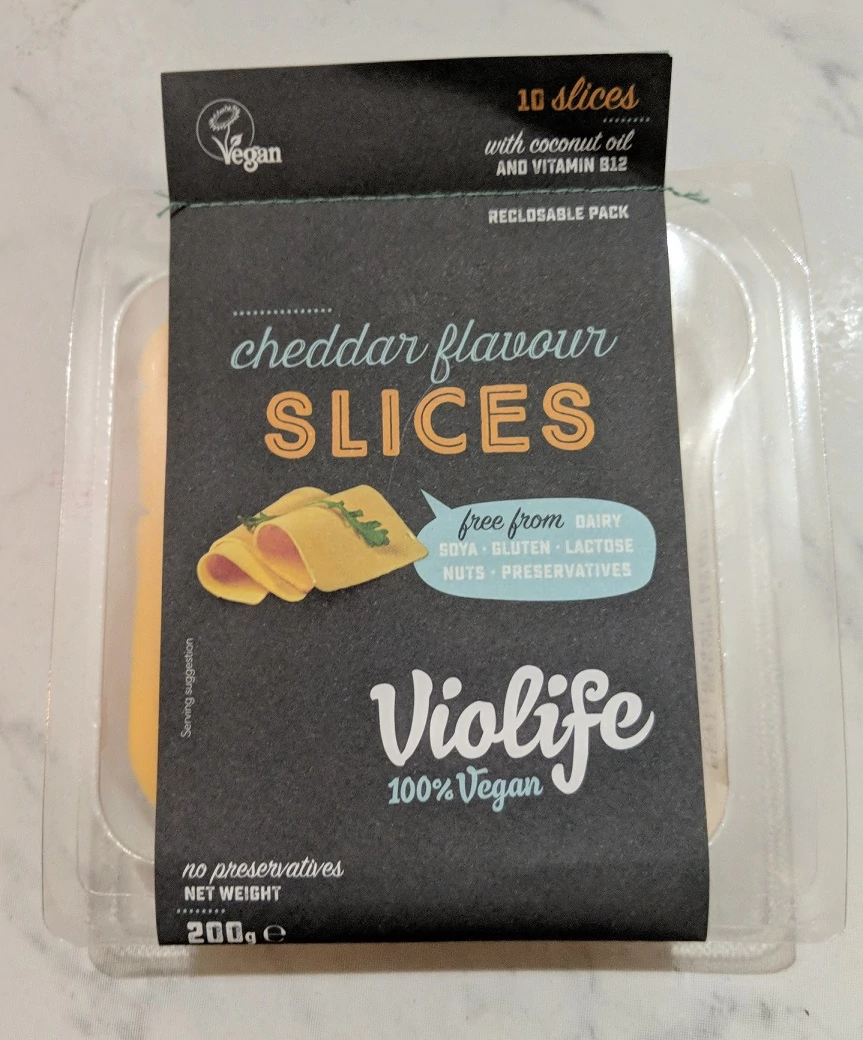 Vegan
10 slices
with coconut oil
AND VITAMIN B12
RECLOSABLE PACK
cheddar flavour
SLICES
free from DAIRY
SOYA · GLUTEN · LACTOSE
NUTS · PRESERVATIVES
Serving suggestion
Violife
100% Vegan
no preservatives
NET WEIGHT
200g e